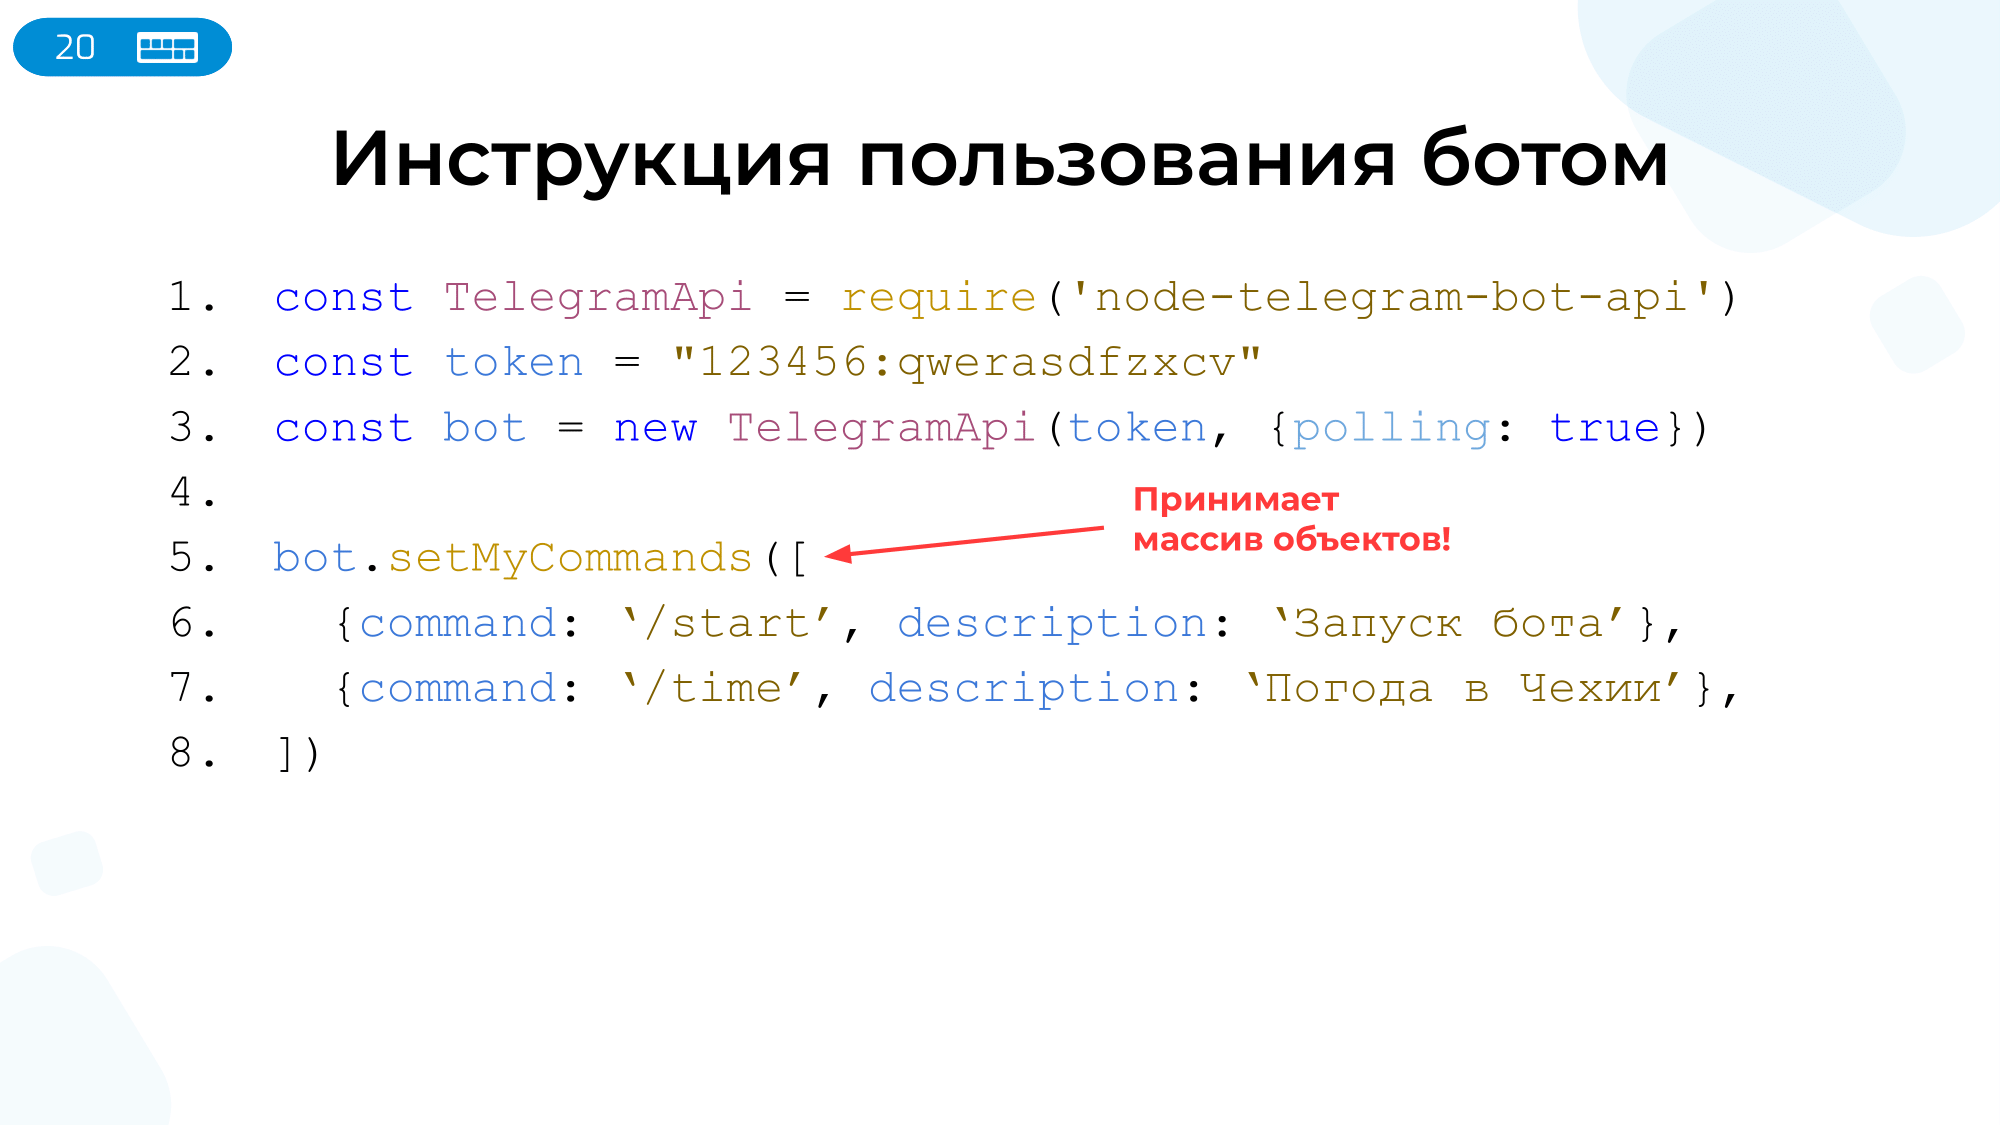 20
Инструкция пользования ботом
1. const TelegramApi = require('node-telegram-bot-api')
2. const token = "123456:qwerasdfzxcv"
3. const bot = new TelegramApi(token, {polling: true})
4.
Принимает
массив объектов!
5. bot.setMyCommands([
6.   {command: ‘/start’, description: ‘Запуск бота’},
7.   {command: ‘/time’, description: ‘Погода в Чехии’},
8. ])